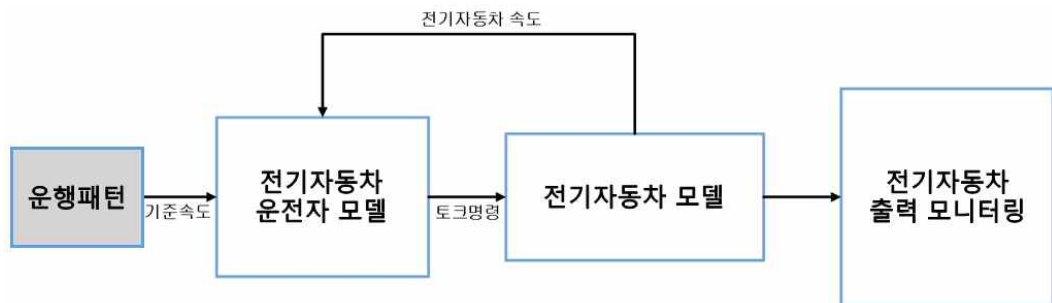 전기자동차 속도
운행패턴
기준속도
전기자동차
운전자 모델
토크명령
전기자동차 모델
전기자동차
출력 모니터링